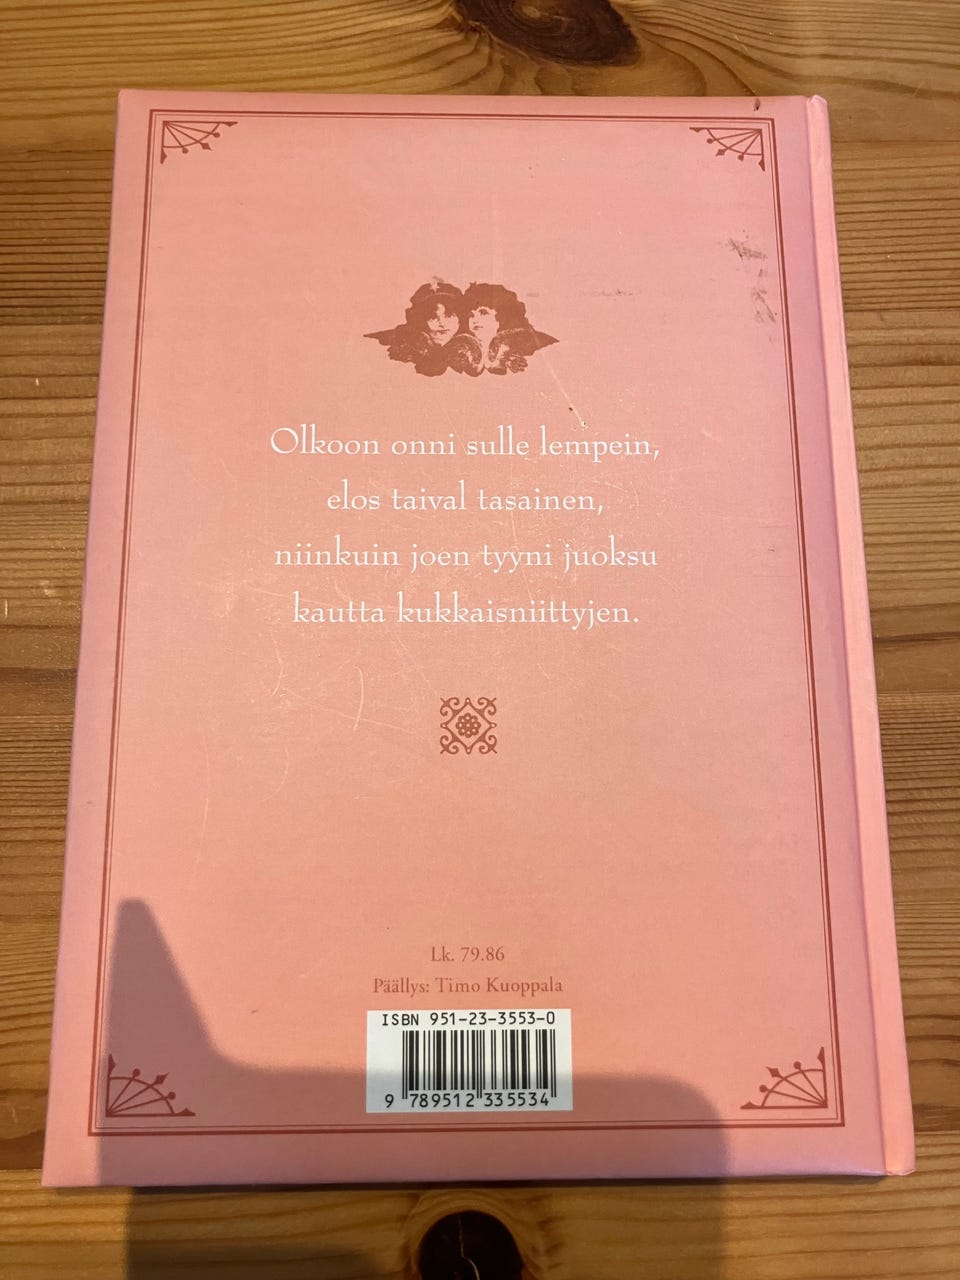 Olkoon onni sulle lempein,
elos taival tasainen,
niinkuin joen tyyni juoksu
kautta kukkaisniittyjen.
Lk. 79.86
Päällys: Timo Kuoppala
ISBN 951-23-3553-0
9 789512 335534